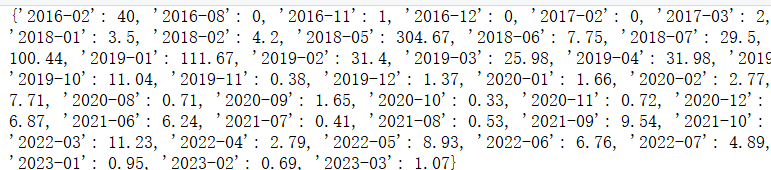 {'2016-02': 40, '2016-08': 0, '2016-11': 1, '2016-12': 0, '2017-02': 0, '2017-03': 2,
'2018-01': 3.5, '2018-02': 4.2, '2018-05': 304.67, '2018-06': 7.75, '2018-07': 29.5,
100.44, '2019-01': 111.67, '2019-02': 31.4, '2019-03': 25.98, '2019-04': 31.98, '2019
'2019-10': 11.04, '2019-11': 0.38, '2019-12': 1.37, '2020-01': 1.66, '2020-02': 2.77,
7.71, '2020-08': 0.71, '2020-09': 1.65, '2020-10': 0.33, '2020-11': 0.72, '2020-12':
6.87, '2021-06': 6.24, '2021-07': 0.41, '2021-08': 0.53, '2021-09': 9.54, '2021-10':
'2022-03': 11.23, '2022-04': 2.79, '2022-05': 8.93, '2022-06': 6.76, '2022-07': 4.89,
'2023-01': 0.95, '2023-02': 0.69, '2023-03': 1.07}